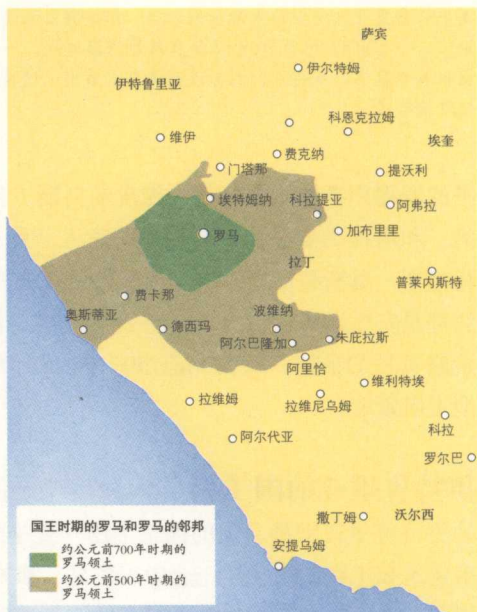 萨宾
伊尔特姆
伊特鲁里亚
科恩克拉姆
维伊
埃奎
费克纳
门塔那
提沃利
埃特姆纳
科拉提亚
阿弗拉
罗马
加布里里
拉丁
普莱内斯特
费卡那
奥斯蒂亚
波维纳
德西玛
朱庇拉斯
阿尔巴隆加
阿里恰
维利特埃
拉维姆
拉维尼乌姆
科拉
阿尔代亚
罗尔巴
撒丁姆
沃尔西
安提乌姆
国王时期的罗马和罗马的邻邦
约公元前700年时期的
罗马领土
约公元前500年时期的
罗马领土